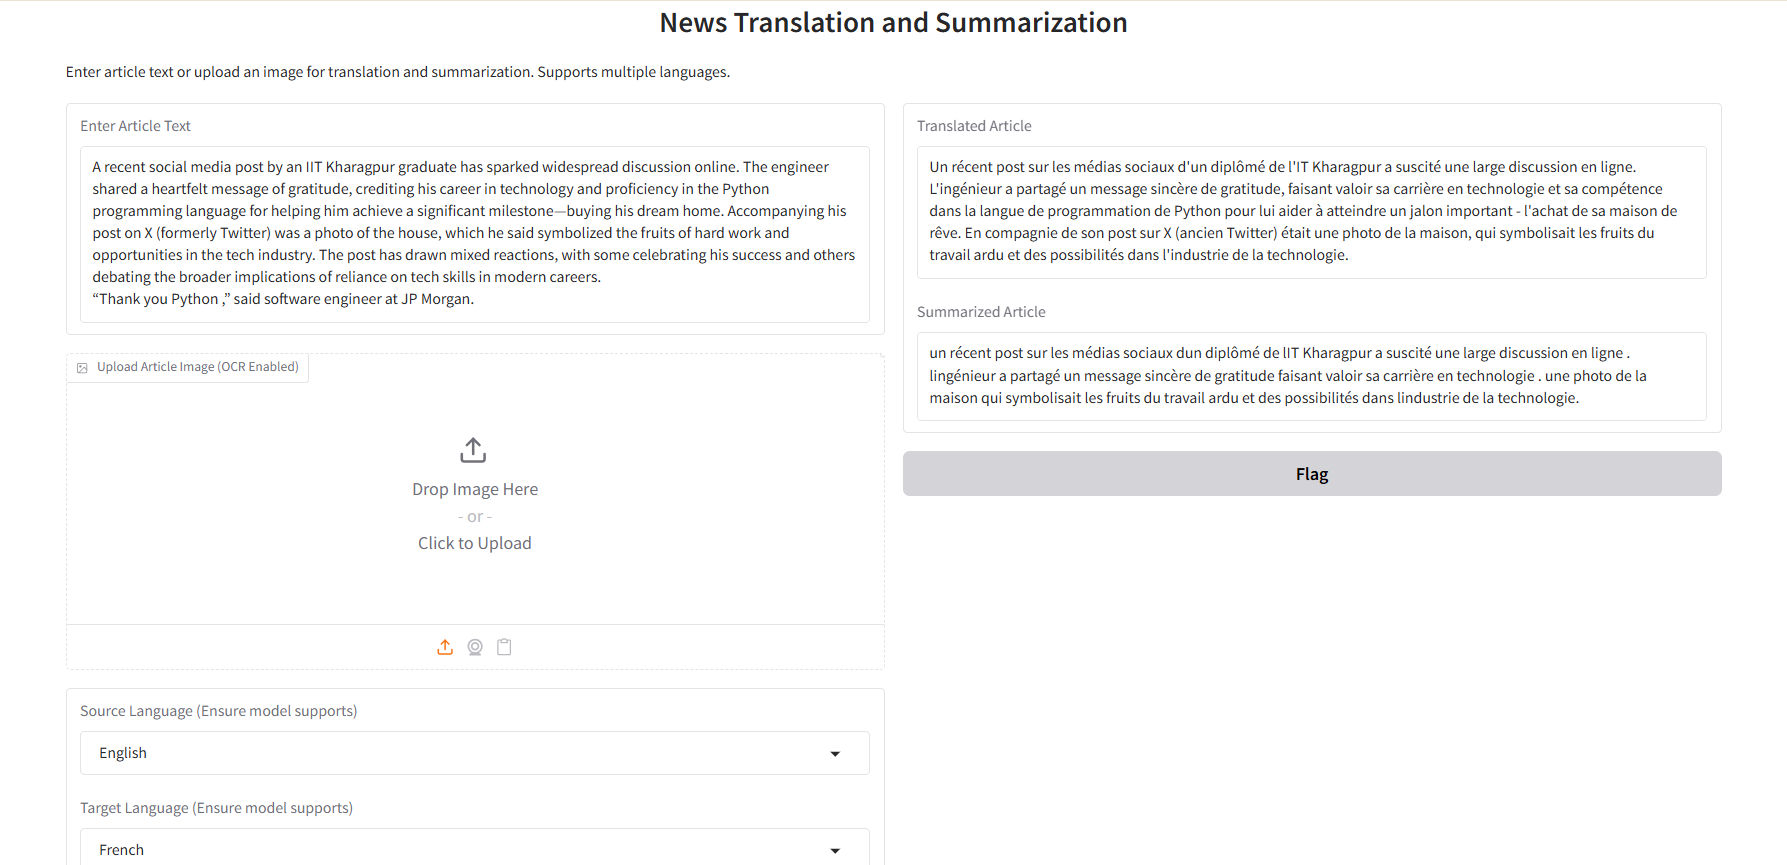 News Translation and Summarization
Enter article text or upload an image for translation and summarization. Supports multiple languages.
Enter Article Text
A recent social media post by an IIT Kharagpur graduate has sparked widespread discussion online. The engineer
shared a heartfelt message of gratitude, crediting his career in technology and proficiency in the Python
programming language for helping him achieve a significant milestone—buying his dream home. Accompanying his
post on X (formerly Twitter) was a photo of the house, which he said symbolized the fruits of hard work and
opportunities in the tech industry. The post has drawn mixed reactions, with some celebrating his success and others
debating the broader implications of reliance on tech skills in modern careers.
“Thank you Python ,” said software engineer at JP Morgan.
Upload Article Image (OCR Enabled)
Drop Image Here
- or -
Click to Upload
Source Language (Ensure model supports)
English
Target Language (Ensure model supports)
French
Translated Article
Un récent post sur les médias sociaux d'un diplômé de l'IT Kharagpur a suscité une large discussion en ligne.
L'ingénieur a partagé un message sincère de gratitude, faisant valoir sa carrière en technologie et sa compétence
dans la langue de programmation de Python pour lui aider à atteindre un jalon important - l'achat de sa maison de
rêve. En compagnie de son post sur X (ancien Twitter) était une photo de la maison, qui symbolisait les fruits du
travail ardu et des possibilités dans l'industrie de la technologie.
Summarized Article
un récent post sur les médias sociaux dun diplômé de lIT Kharagpur a suscité une large discussion en ligne .
lingénieur a partagé un message sincère de gratitude faisant valoir sa carrière en technologie . une photo de la
maison qui symbolisait les fruits du travail ardu et des possibilités dans lindustrie de la technologie.
Flag